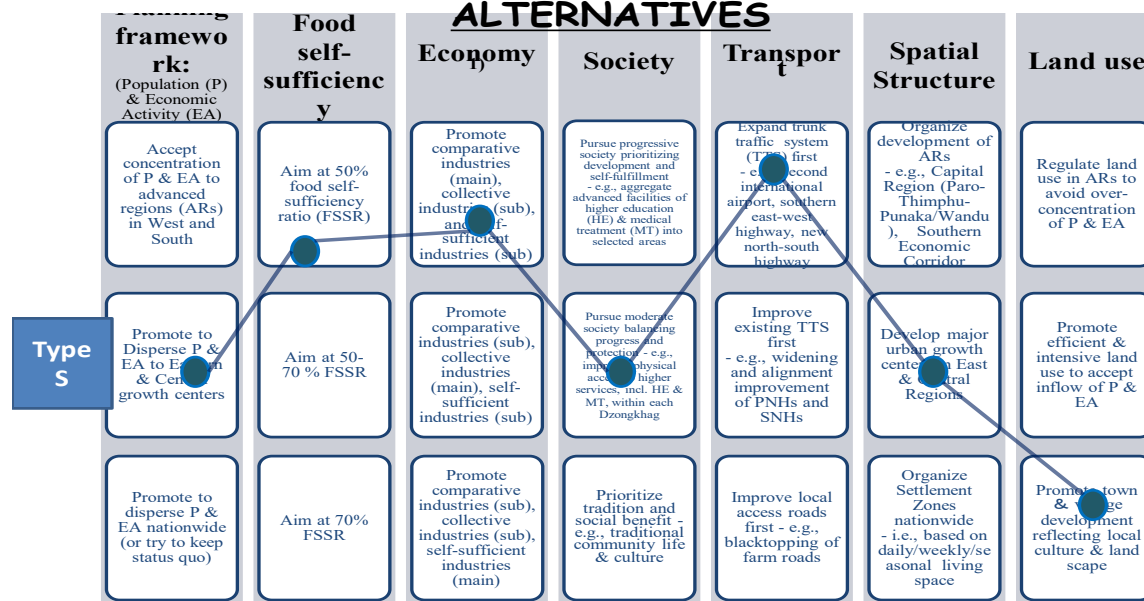 ALTERNATIVES
framewo
rk:
(Population (P)
& Economic
Activity (EA)
Food
self-
sufficienc
y
Economy
Society
Transpor
t
Spatial
Structure
Land use
Accept
concentration
of P & EA to
advanced
regions (ARs)
in West and
South
Aim at 50%
food self-
sufficiency
ratio (FSSR)
Promote
comparative
industries
(main),
collective
industries (sub),
sufficient
industries (sub)
Pursue progressive
society prioritizing
development and
self-fulfillment
- e.g., aggregate
advanced facilities of
higher education
(HE) & medical
treatment (MT) into
selected areas
Expand trunk
traffic system
(TTS) first
international
airport, southern
east-west
highway, new
north-south
highway
Organize
development of
ARs
- e.g., Capital
Region (Paro-
Thimphu-
Punaka/Wandu
), Southern
Economic
Corridor
Regulate land
use in ARs to
avoid over-
concentration
of P & EA
Type
S
Promote to
Disperse P &
EA to
&
growth centers
Aim at 50-
70 % FSSR
Promote
comparative
industries (sub),
collective
industries
(main), self-
sufficient
industries (sub)
Pursue moderate
society balancing
progress and
protection - e.g.,
physical
higher
services, incl. HE &
MT, within each
Dzongkhag
Improve
existing TTS
first
- e.g., widening
and alignment
improvement
of PNHs and
SNHs
Develop major
urban growth
East
&
Regions
Promote
efficient &
intensive land
use to accept
inflow of P &
EA
Promote to
disperse P &
EA nationwide
(or try to keep
status quo)
Aim at 70%
FSSR
Promote
comparative
industries (sub),
collective
industries (sub),
self-sufficient
industries
(main)
Prioritize
tradition and
social benefit -
e.g., traditional
community life
& culture
Improve local
access roads
first - e.g.,
blacktopping of
farm roads
Organize
Settlement
Zones
nationwide
- i.e., based on
daily/weekly/se
asonal living
space
Promote town
&
development
reflecting local
culture & land
scape